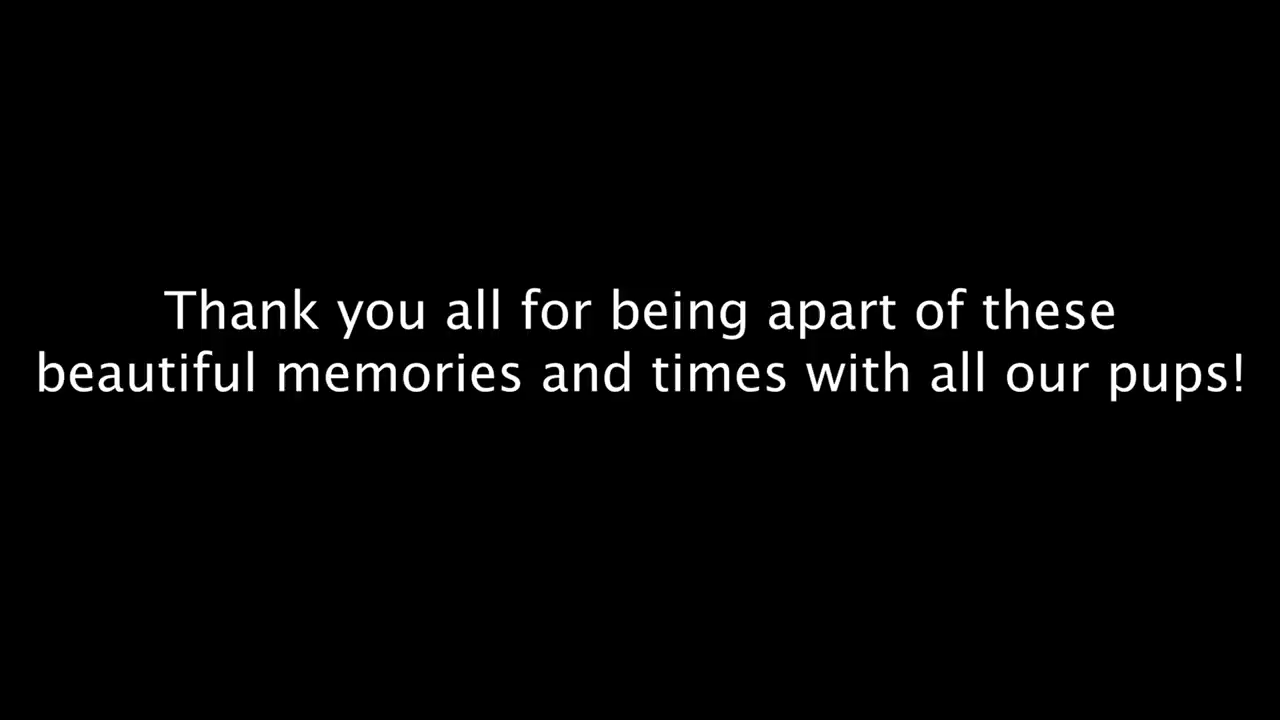 Thank you all for being apart of these
beautiful memories and times with all our pups!